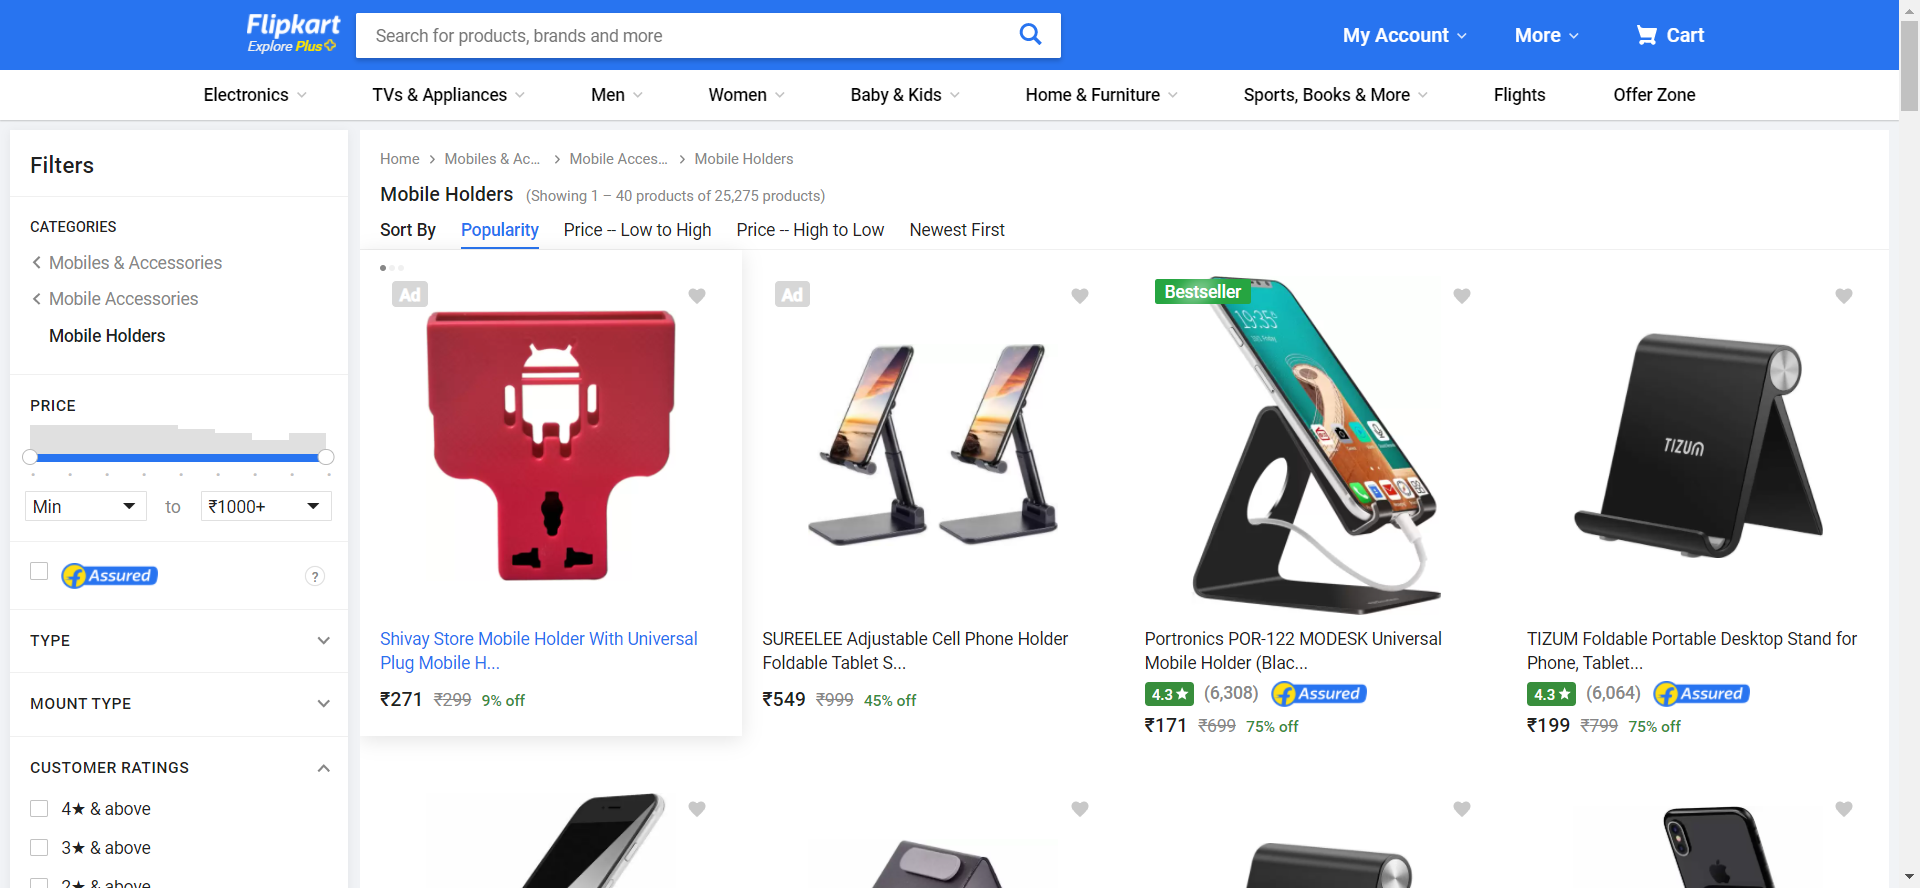 Flipkart
Explore Plus
Search for products, brands and more
My Account
More
Cart
Electronics
TVs & Appliances
Men
Women
Baby & Kids
Home & Furniture
Sports, Books & More
Flights
Offer Zone
Filters
CATEGORIES
Mobiles & Accessories
Mobile Accessories
Mobile Holders
PRICE
Min
to
₹1000+
Assured
?
TYPE
MOUNT TYPE
CUSTOMER RATINGS
4★ & above
3★ & above
2★ & above
Home > Mobiles & Ac... > Mobile Acces... > Mobile Holders
Mobile Holders (Showing 1 – 40 products of 25,275 products)
Sort By Popularity Price -- Low to High Price -- High to Low Newest First
Ad
Shivay Store Mobile Holder With Universal
Plug Mobile H...
₹271 ₹299 9% off
Ad
SUREELEE Adjustable Cell Phone Holder
Foldable Tablet S...
₹549 ₹999 45% off
Bestseller
19:35
Portronics POR-122 MODESK Universal
Mobile Holder (Blac...
4.3★ (6,308) Assured
₹171 ₹699 75% off
TIZUM
TIZUM Foldable Portable Desktop Stand for
Phone, Tablet...
4.3★ (6,064) Assured
₹199 ₹799 75% off